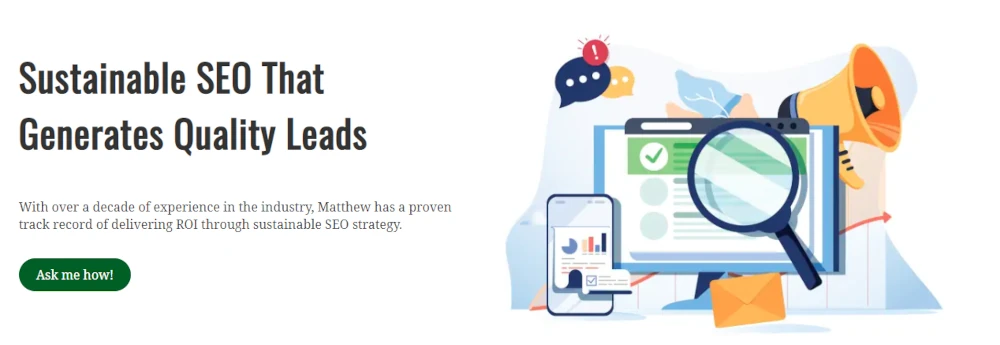 Sustainable SEO That
Generates Quality Leads
With over a decade of experience in the industry, Matthew has a proven
track record of delivering ROI through sustainable SEO strategy.
Ask me how!